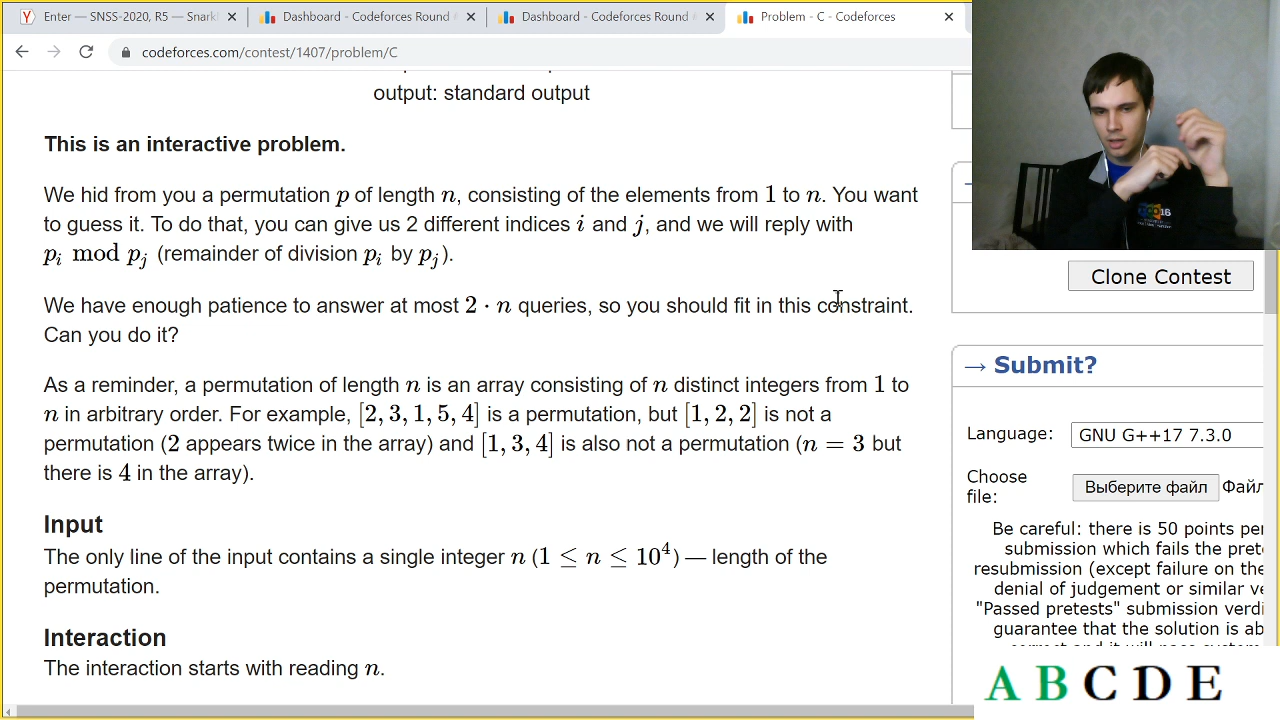 Enter — SNSS-2020, R5 — Snarl
Dashboard - Codeforces Round
Dashboard - Codeforces Round
Problem - C - Codeforces
codeforces.com/contest/1407/problem/C
output: standard output
This is an interactive problem.
We hid from you a permutation p of length n, consisting of the elements from 1 to n. You want
to guess it. To do that, you can give us 2 different indices i and j, and we will reply with
p_i mod p_j (remainder of division p_i by p_j).
We have enough patience to answer at most 2 · n queries, so you should fit in this constraint.
Can you do it?
As a reminder, a permutation of length n is an array consisting of n distinct integers from 1 to
n in arbitrary order. For example, [2, 3, 1, 5, 4] is a permutation, but [1, 2, 2] is not a
permutation (2 appears twice in the array) and [1, 3, 4] is also not a permutation (n = 3 but
there is 4 in the array).
Input
The only line of the input contains a single integer n (1 ≤ n ≤ 10^4) — length of the
permutation.
Interaction
The interaction starts with reading n.
Clone Contest
→ Submit?
Language:
GNU G++17 7.3.0
Choose
file:
Выберите файл
Файл
Be careful: there is 50 points pe
submission which fails the pret
resubmission (except failure on the
denial of judgement or similar ve
"Passed pretests" submission verdi
guarantee that the solution is ab
A B C D E